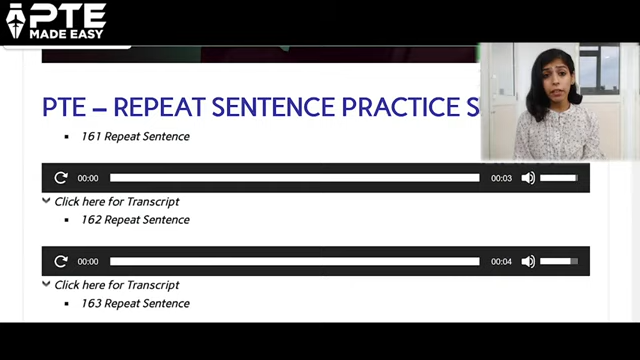 PTE
MADE EASY
PTE – REPEAT SENTENCE PRACTICE S
161 Repeat Sentence
00:00 00:03
Click here for Transcript
162 Repeat Sentence
00:00 00:04
Click here for Transcript
163 Repeat Sentence